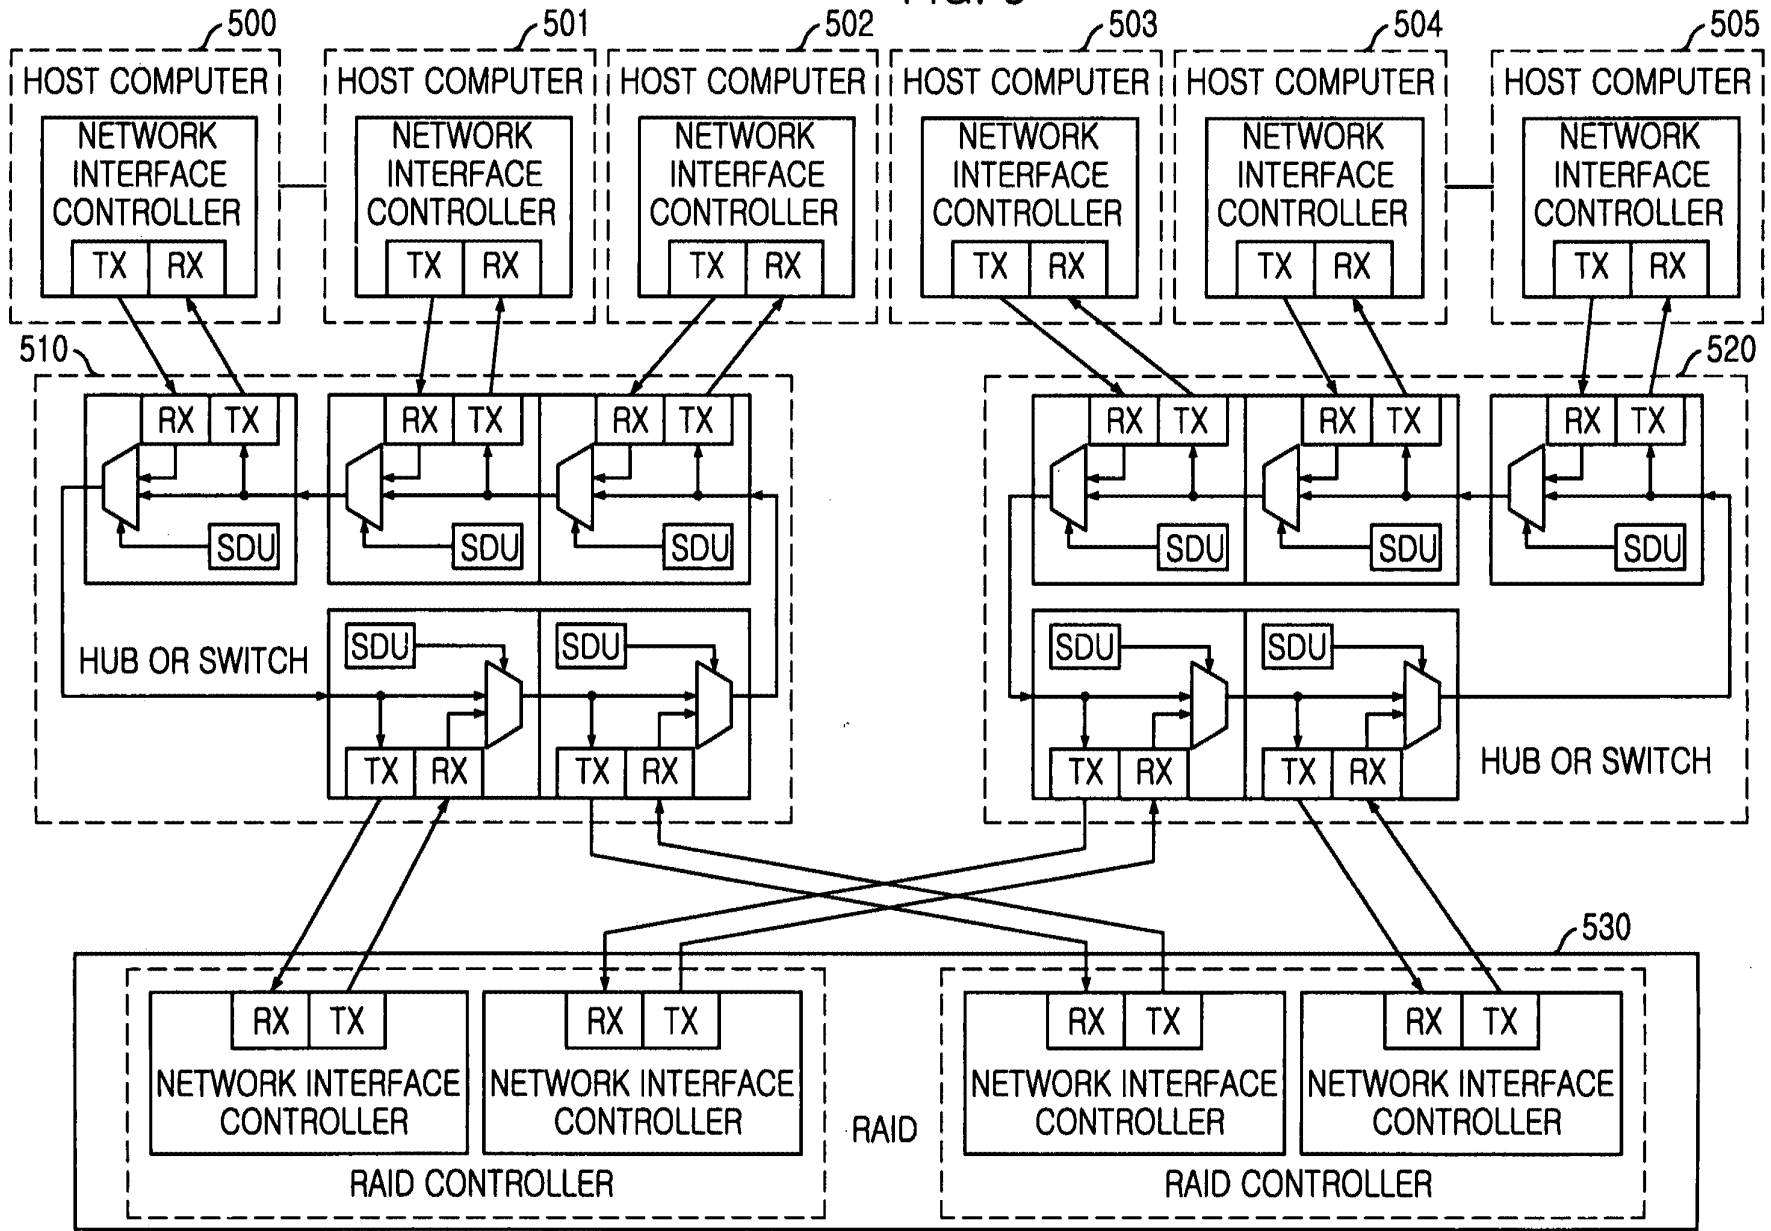 500
501
502
503
504
505
HOST COMPUTER
HOST COMPUTER
HOST COMPUTER
HOST COMPUTER
HOST COMPUTER
HOST COMPUTER
NETWORK
INTERFACE
CONTROLLER
NETWORK
INTERFACE
CONTROLLER
NETWORK
INTERFACE
CONTROLLER
NETWORK
INTERFACE
CONTROLLER
NETWORK
INTERFACE
CONTROLLER
NETWORK
INTERFACE
CONTROLLER
TX RX
TX RX
TX RX
TX RX
TX RX
TX RX
510
520
RX TX
RX TX
RX TX
RX TX
RX TX
RX TX
SDU
SDU
SDU
SDU
SDU
SDU
HUB OR SWITCH
SDU
SDU
SDU
SDU
TX RX
TX RX
TX RX
TX RX
HUB OR SWITCH
530
RX TX
RX TX
RX TX
RX TX
NETWORK INTERFACE
CONTROLLER
NETWORK INTERFACE
CONTROLLER
RAID
NETWORK INTERFACE
CONTROLLER
NETWORK INTERFACE
CONTROLLER
RAID CONTROLLER
RAID CONTROLLER